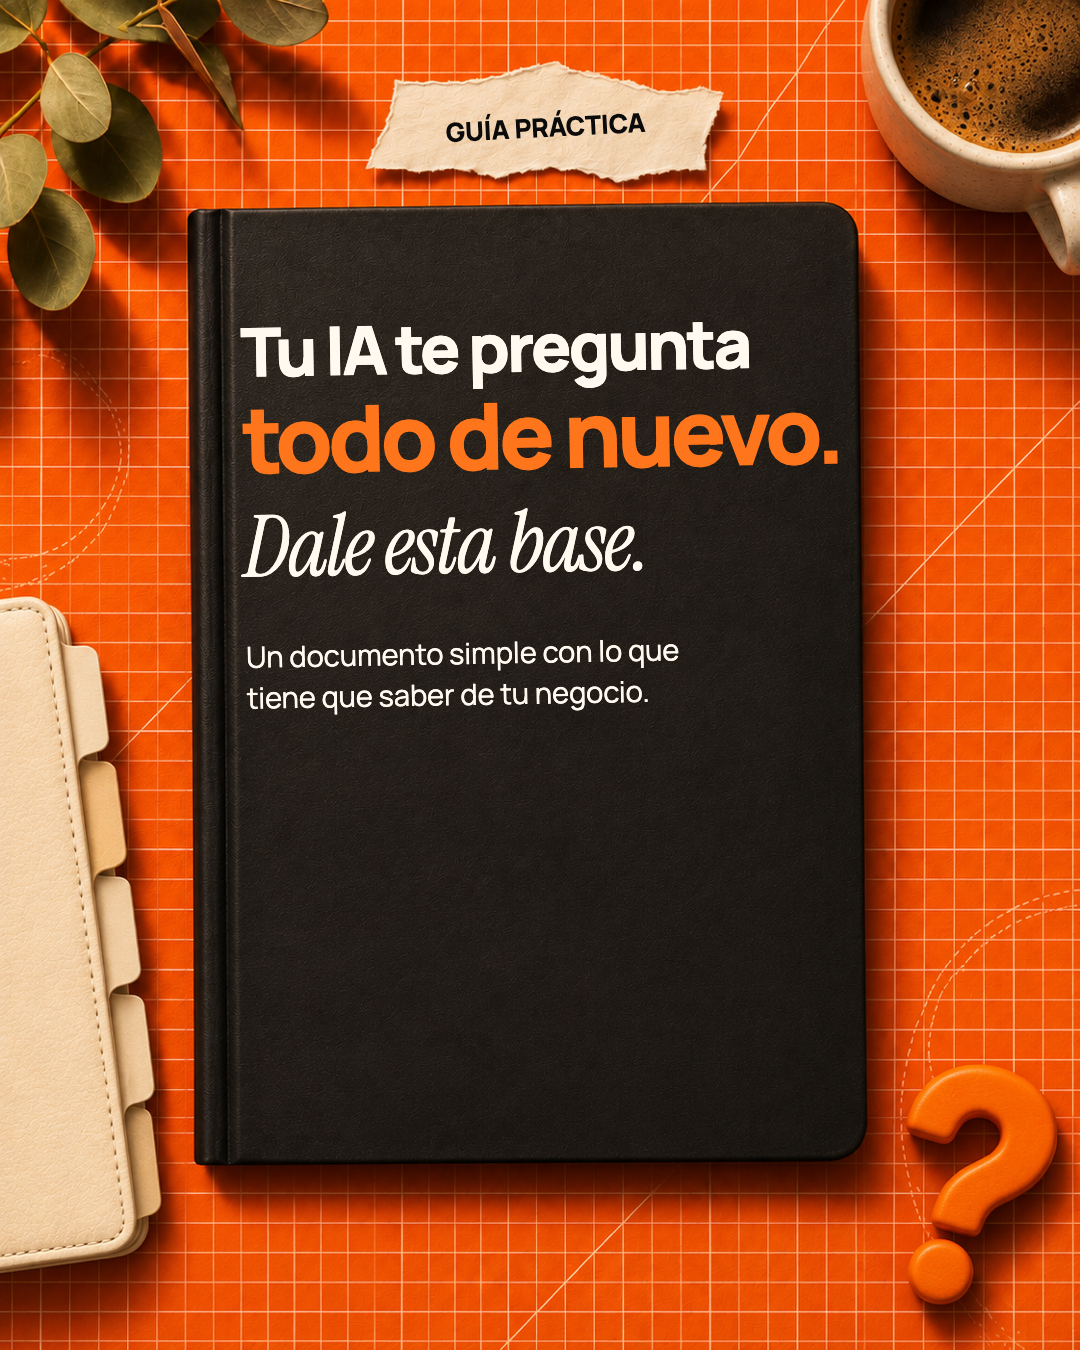 GUÍA PRÁCTICA
Tu IA te pregunta
todo de nuevo.
Dale esta base.
Un documento simple con lo que
tiene que saber de tu negocio.